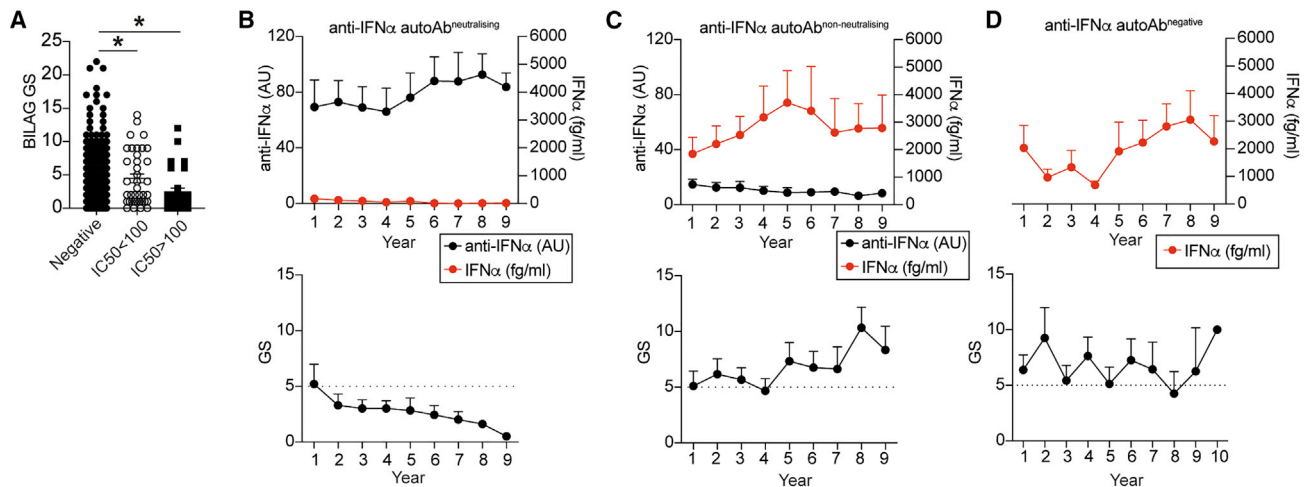 A
BILAG GS
25
20
15
10
5
0
*
*
Negative
IC50<100
IC50>100
B
anti-IFNα autoAbneutralising
anti-IFNα (AU)
120
80
40
0
6000
5000
4000
3000
2000
1000
0
IFNα (fg/ml)
1 2 3 4 5 6 7 8 9
Year
anti-IFNα (AU)
IFNα (fg/ml)
GS
15
10
5
0
1 2 3 4 5 6 7 8 9
Year
C
anti-IFNα autoAbnon-neutralising
anti-IFNα (AU)
120
80
40
0
6000
5000
4000
3000
2000
1000
0
IFNα (fg/ml)
1 2 3 4 5 6 7 8 9
Year
anti-IFNα (AU)
IFNα (fg/ml)
GS
15
10
5
0
1 2 3 4 5 6 7 8 9
Year
D
anti-IFNα autoAbnegative
6000
5000
4000
3000
2000
1000
0
IFNα (fg/ml)
1 2 3 4 5 6 7 8 9
Year
IFNα (fg/ml)
GS
15
10
5
0
1 2 3 4 5 6 7 8 9 10
Year